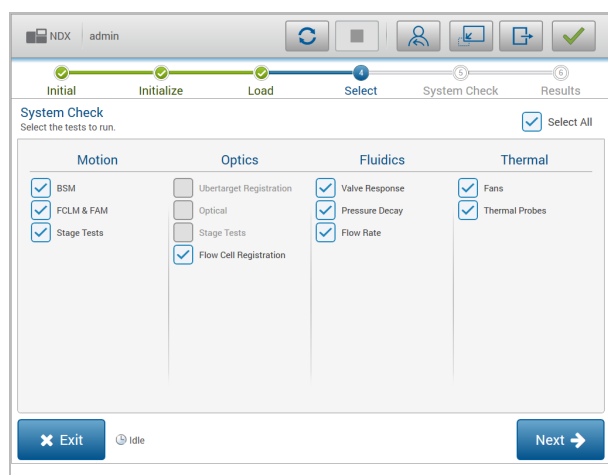 NDX admin
4 5 6
Initial Initialize Load Select System Check Results
System Check
Select the tests to run.
Select All
Motion Optics Fluidics Thermal
BSM Ubertarget Registration Valve Response Fans
FCLM & FAM Optical Pressure Decay Thermal Probes
Stage Tests Stage Tests Flow Rate
Flow Cell Registration
Exit Idle Next